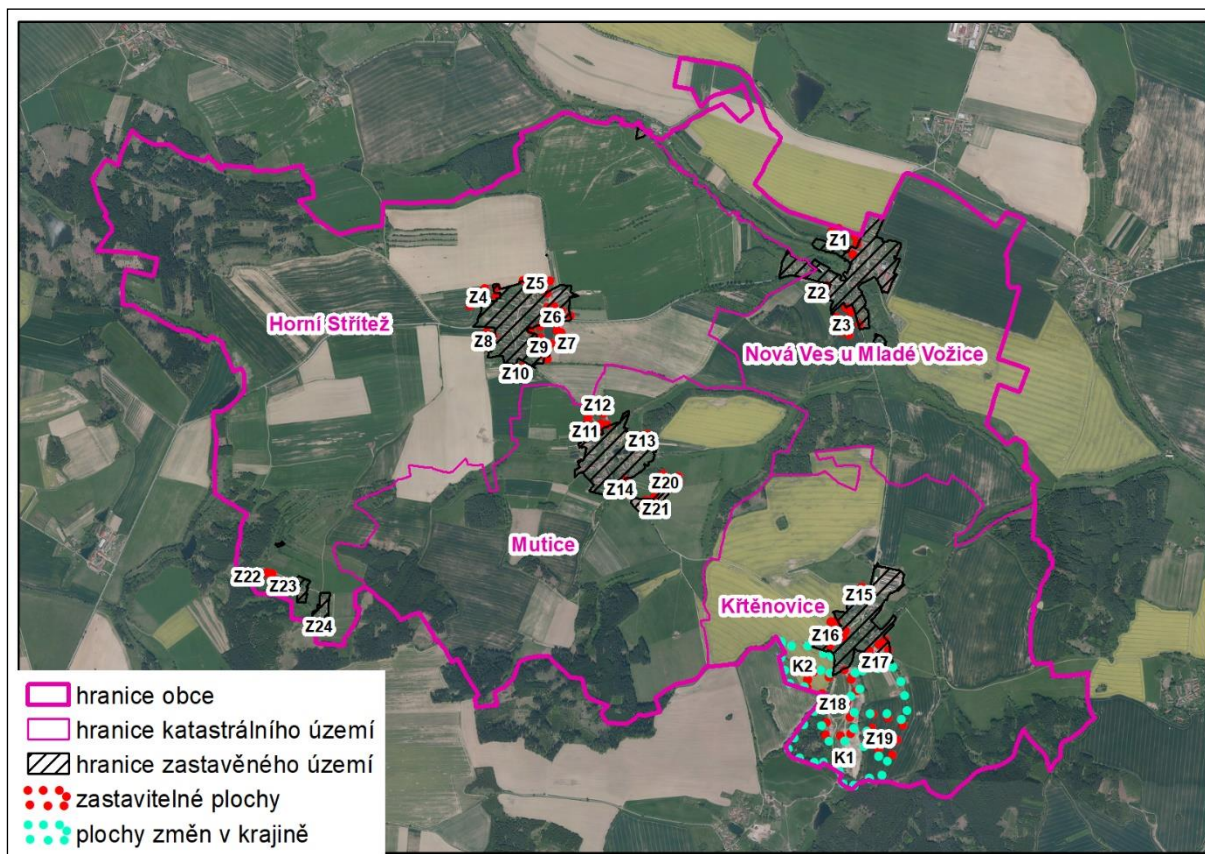 Z1
Z2
Z3
Z5
Z4
Z6
Horní Střítež
Z8
Z9
Z7
Nová Ves u Mladé Vožice
Z10
Z12
Z11
Z13
Z14
Z20
Z21
Mutice
Z22
Z23
Z24
Z15
Křtěnovice
Z16
Z17
K2
Z18
Z19
K1
hranice obce
hranice katastrálního území
hranice zastavěného území
zastavitelné plochy
plochy změn v krajině